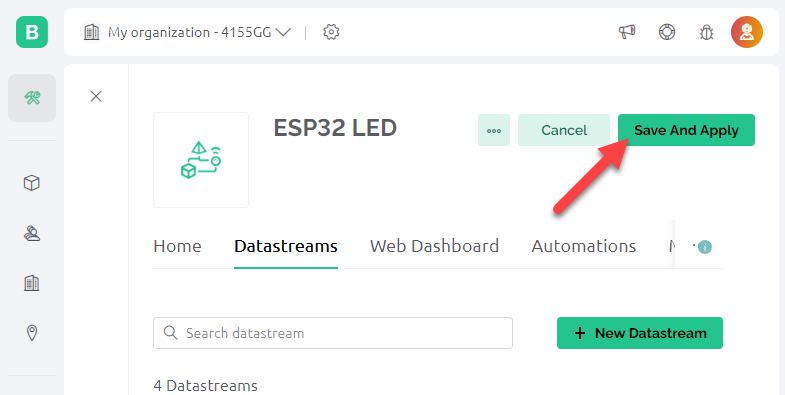 B
My organization - 4155GG
ESP32 LED
Cancel
Save And Apply
Home
Datastreams
Web Dashboard
Automations
Search datastream
+ New Datastream
4 Datastreams